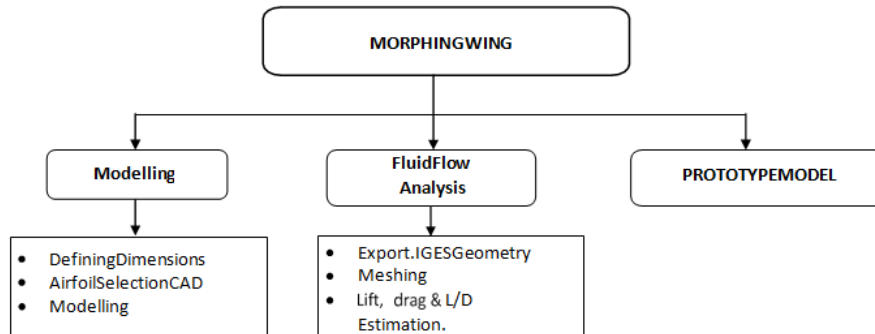 MORPHINGWING
Modelling
FluidFlow
Analysis
PROTOTYPEMODEL
• DefiningDimensions
• AirfoilSelectionCAD
• Modelling
• Export.IGESGeometry
• Meshing
• Lift, drag & L/D
Estimation.